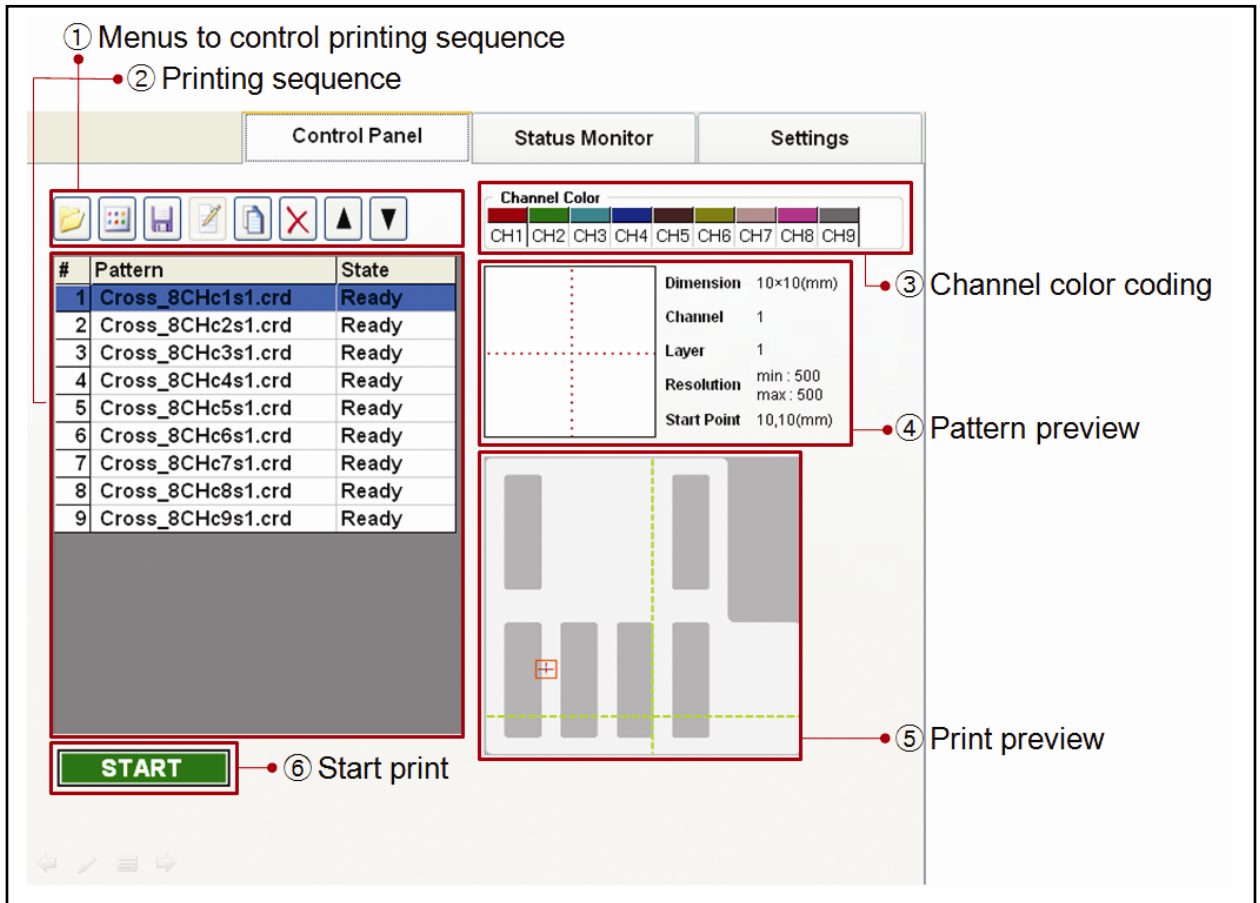 ① Menus to control printing sequence
② Printing sequence
Control Panel Status Monitor Settings
Channel Color
CH1 CH2 CH3 CH4 CH5 CH6 CH7 CH8 CH9
③ Channel color coding
# Pattern State
1 Cross_8CHc1s1.crd Ready
2 Cross_8CHc2s1.crd Ready
3 Cross_8CHc3s1.crd Ready
4 Cross_8CHc4s1.crd Ready
5 Cross_8CHc5s1.crd Ready
6 Cross_8CHc6s1.crd Ready
7 Cross_8CHc7s1.crd Ready
8 Cross_8CHc8s1.crd Ready
9 Cross_8CHc9s1.crd Ready
Dimension 10×10(mm)
Channel 1
Layer 1
Resolution min : 500
max : 500
Start Point 10,10(mm)
④ Pattern preview
⑤ Print preview
START
⑥ Start print